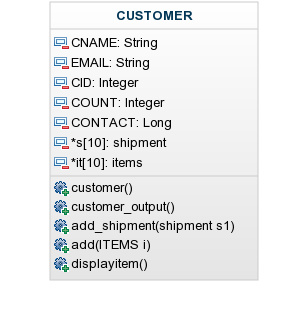 CUSTOMER
CNAME: String
EMAIL: String
CID: Integer
COUNT: Integer
CONTACT: Long
*s[10]: shipment
*it[10]: items
customer()
customer_output()
add_shipment(shipment s1)
add(ITEMS i)
displayitem()